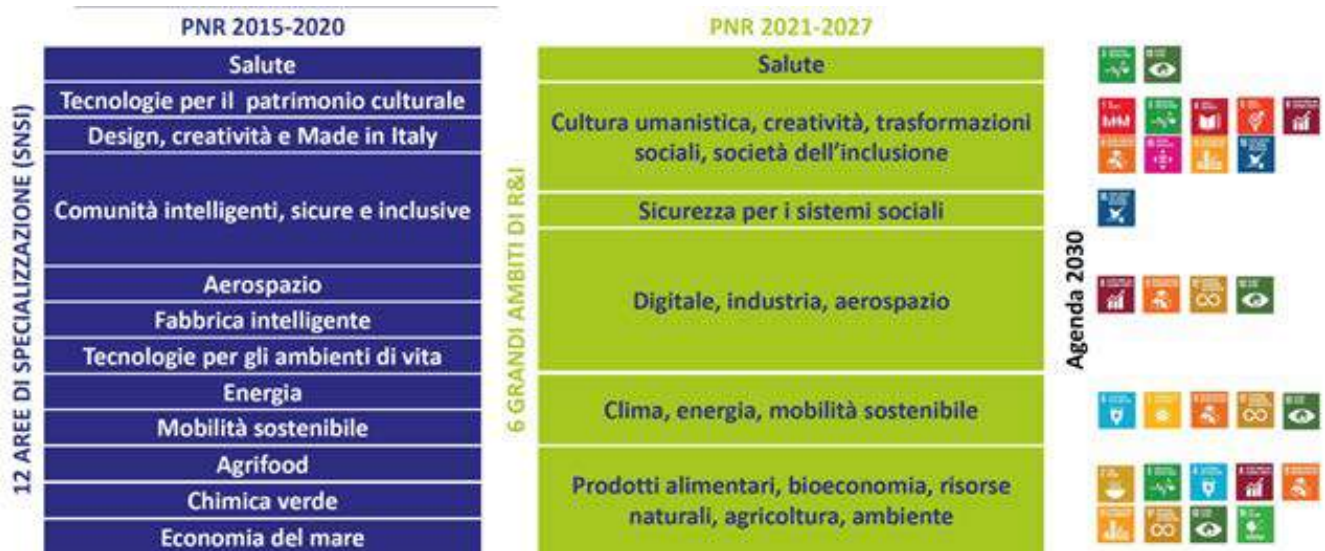 PNR 2015-2020
12 AREE DI SPECIALIZZAZIONE (SNSI)
Salute
Tecnologie per il patrimonio culturale
Design, creatività e Made in Italy
Comunità intelligenti, sicure e inclusive
Aerospazio
Fabbrica intelligente
Tecnologie per gli ambienti di vita
Energia
Mobilità sostenibile
Agrifood
Chimica verde
Economia del mare
PNR 2021-2027
6 GRANDI AMBITI DI R&I
Salute
Cultura umanistica, creatività, trasformazioni
sociali, società dell'inclusione
Sicurezza per i sistemi sociali
Digitale, industria, aerospazio
Clima, energia, mobilità sostenibile
Prodotti alimentari, bioeconomia, risorse
naturali, agricoltura, ambiente
Agenda 2030